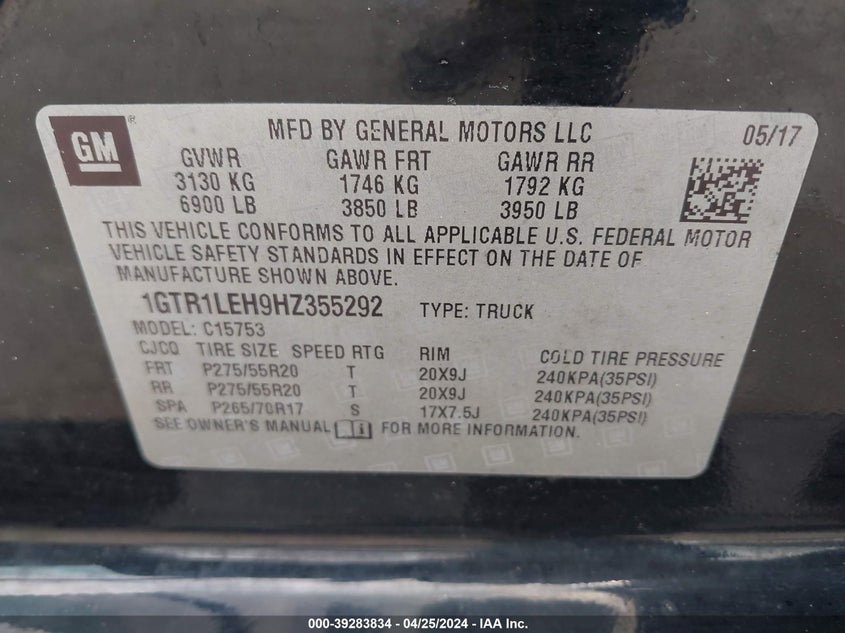 GM®
MFD BY GENERAL MOTORS LLC 05/17
GVWR GAWR FRT GAWR RR
3130 KG 1746 KG 1792 KG
6900 LB 3850 LB 3950 LB
THIS VEHICLE CONFORMS TO ALL APPLICABLE U.S. FEDERAL MOTOR
VEHICLE SAFETY STANDARDS IN EFFECT ON THE DATE OF
MANUFACTURE SHOWN ABOVE.
1GTR1LEH9HZ355292 TYPE: TRUCK
MODEL: C15753
CJCQ TIRE SIZE SPEED RTG RIM COLD TIRE PRESSURE
FRT P275/55R20 T 20X9J 240KPA(35PSI)
RR P275/55R20 T 20X9J 240KPA(35PSI)
SPA P265/70R17 S 17X7.5J 240KPA(35PSI)
SEE OWNER'S MANUAL i FOR MORE INFORMATION.
000-39283834 - 04/25/2024 - IAA Inc.